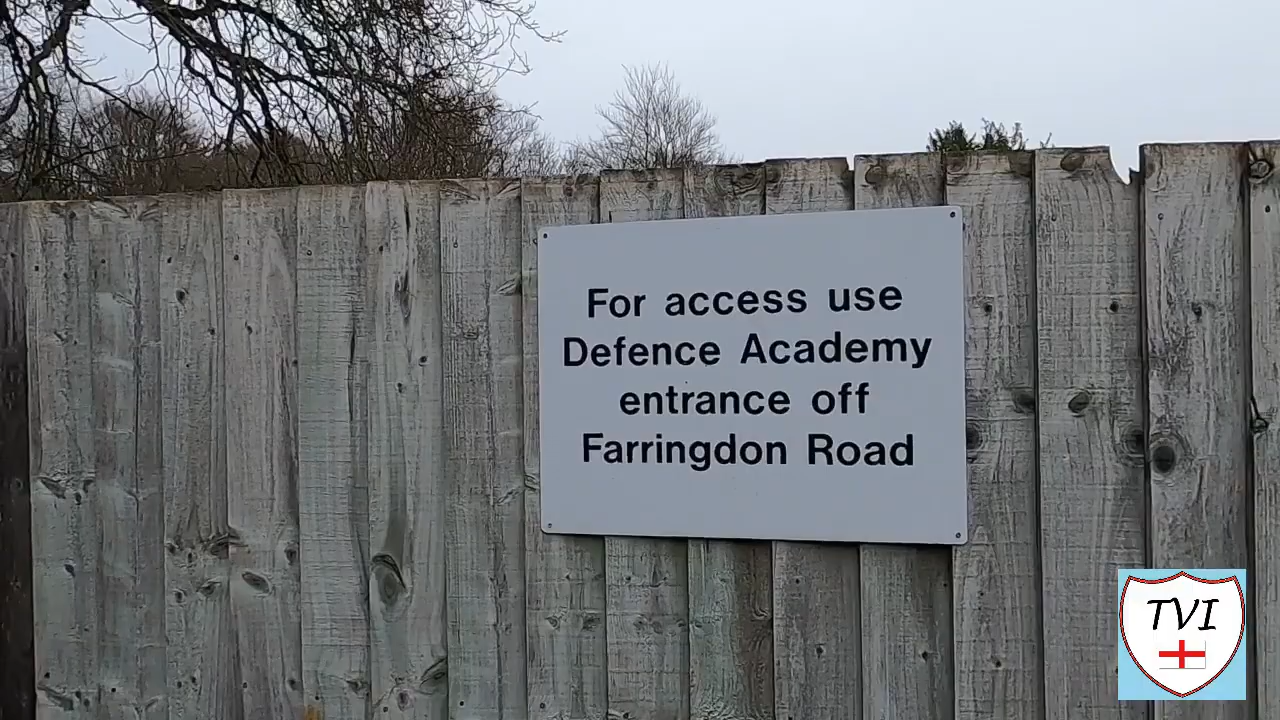 For access use
Defence Academy
entrance off
Farringdon Road
TVI